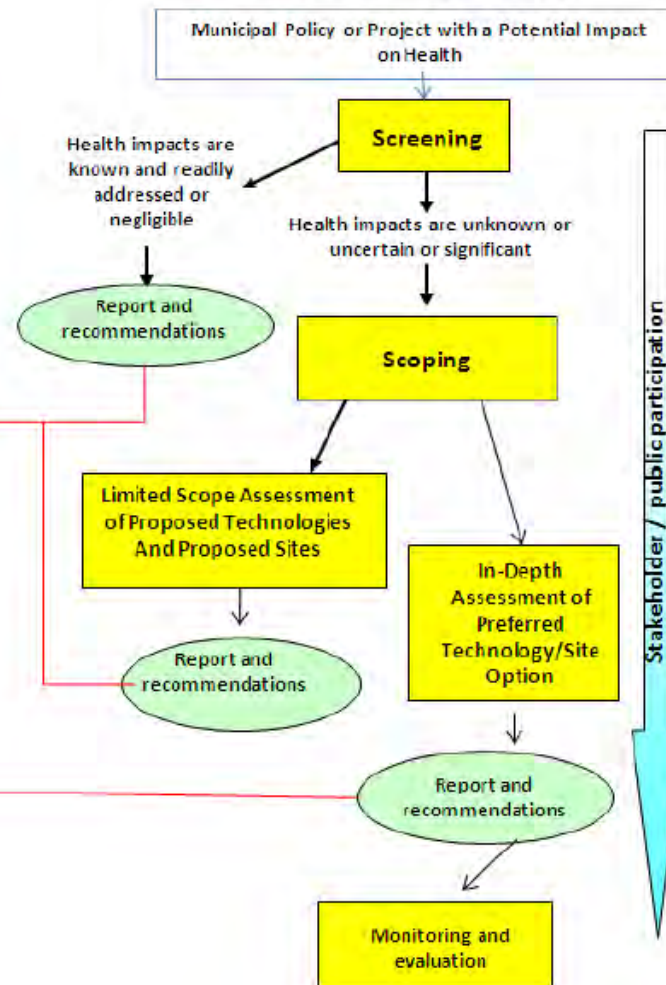 Municipal Policy or Project with a Potential Impact
on Health
Screening
Health impacts are
known and readily
addressed or
negligible
Health impacts are unknown or
uncertain or significant
Report and
recommendations
Scoping
Limited Scope Assessment
of Proposed Technologies
And Proposed Sites
In-Depth
Assessment of
Preferred
Technology/Site
Option
Report and
recommendations
Report and
recommendations
Monitoring and
evaluation
Stakeholder / public participation